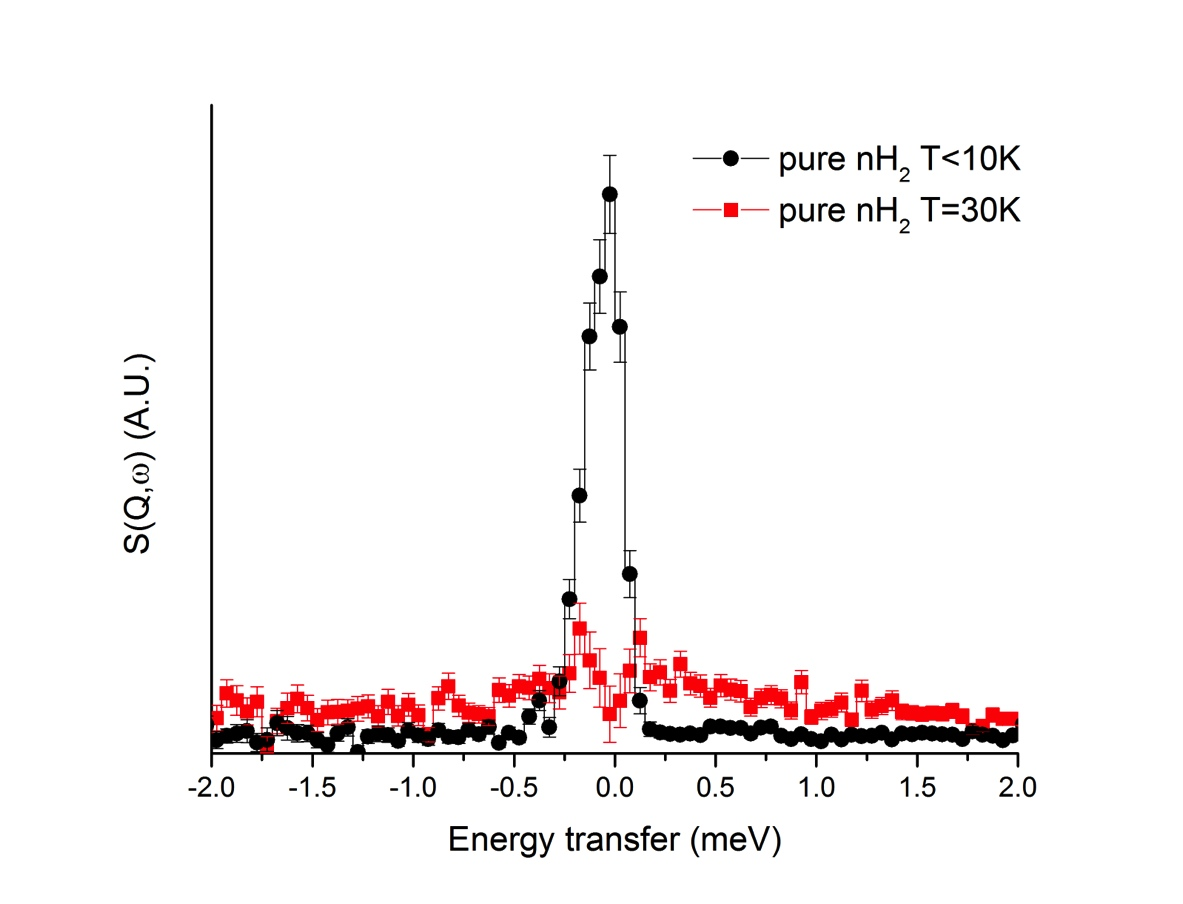 pure nH₂ T<10K
pure nH₂ T=30K
S(Q,ω) (A.U.)
-2.0 -1.5 -1.0 -0.5 0.0 0.5 1.0 1.5 2.0
Energy transfer (meV)